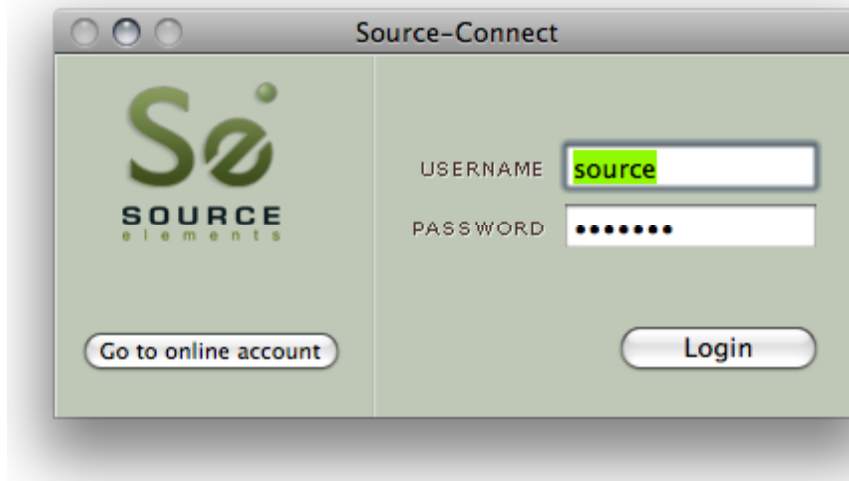 Source-Connect
Se
SOURCE
elements
USERNAME source
PASSWORD •••••••
Go to online account
Login